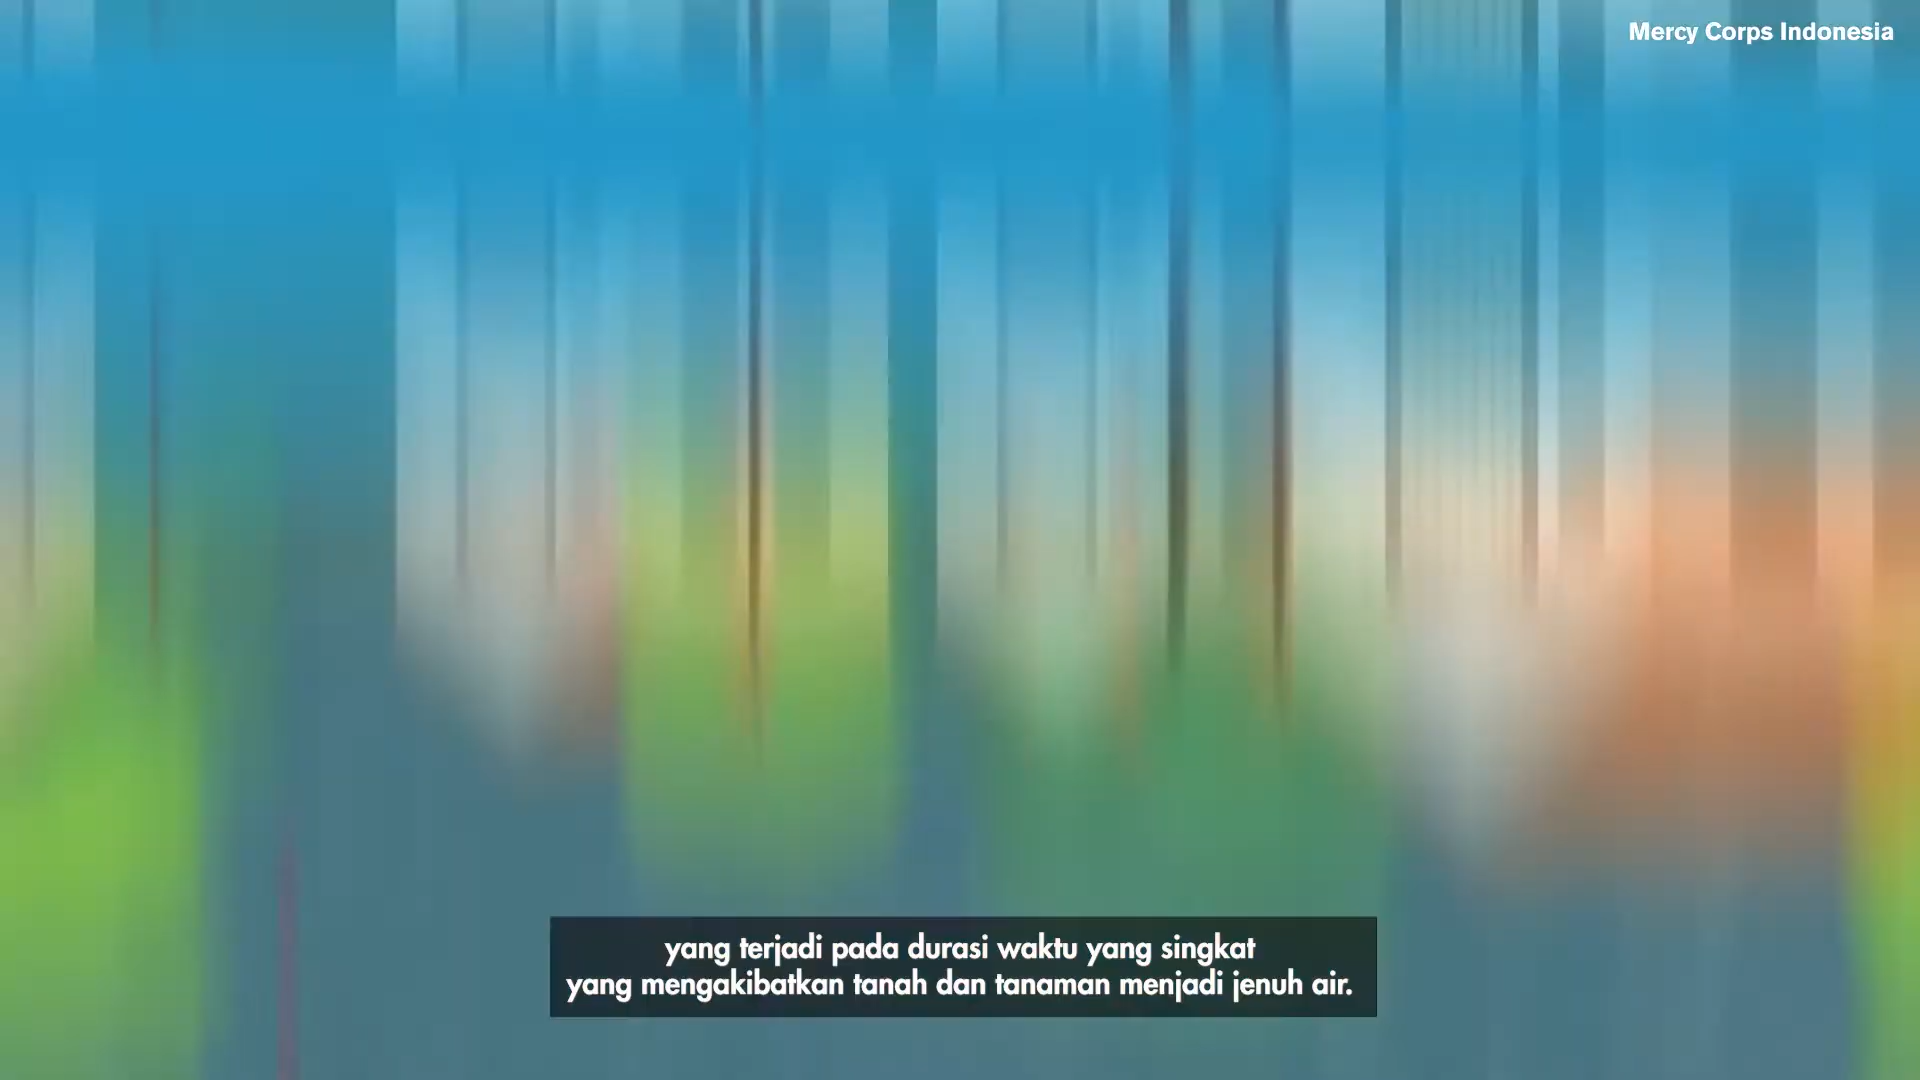 Mercy Corps Indonesia
yang terjadi pada durasi waktu yang singkat
yang mengakibatkan tanah dan tanaman menjadi jenuh air.